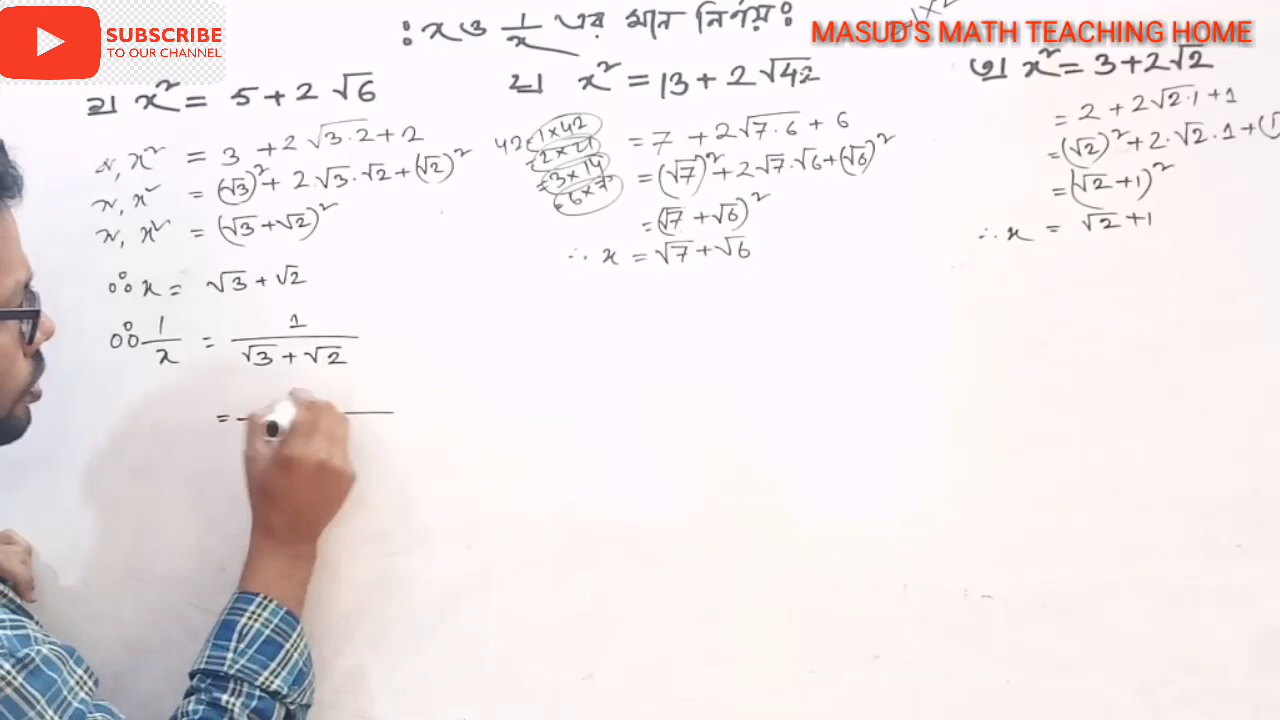 SUBSCRIBE
TO OUR CHANNEL
MASUD'S MATH TEACHING HOME
: x ও 1/x এর মান নির্ণয় :
1×2
x² = 5 + 2√6
বা, x² = 3 + 2√3.2 + 2
বা, x² = (√3)² + 2.√3.√2 + (√2)²
বা, x² = (√3 + √2)²
∴ x = √3 + √2
∴ 1/x = 1/(√3 + √2)
=
x² = 13 + 2√42
42 = 1×42
= 2×21
= 3×14
= 6×7
= 7 + 2√7.6 + 6
= (√7)² + 2√7.√6 + (√6)²
= (√7 + √6)²
∴ x = √7 + √6
x² = 3 + 2√2
= 2 + 2√2.1 + 1
= (√2)² + 2.√2.1 + (
= (√2 + 1)²
∴ x = √2 + 1